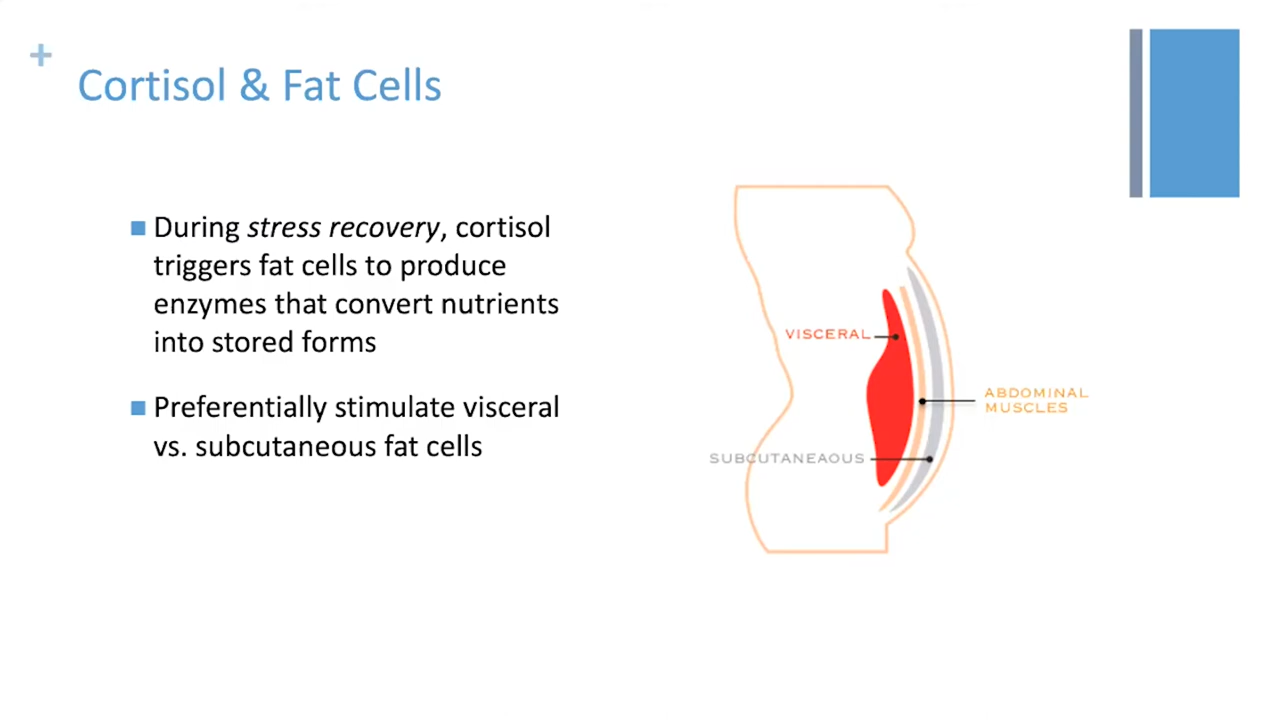 +
Cortisol & Fat Cells
During stress recovery, cortisol
triggers fat cells to produce
enzymes that convert nutrients
into stored forms
Preferentially stimulate visceral
vs. subcutaneous fat cells
VISCERAL
ABDOMINAL
MUSCLES
SUBCUTANEAOUS